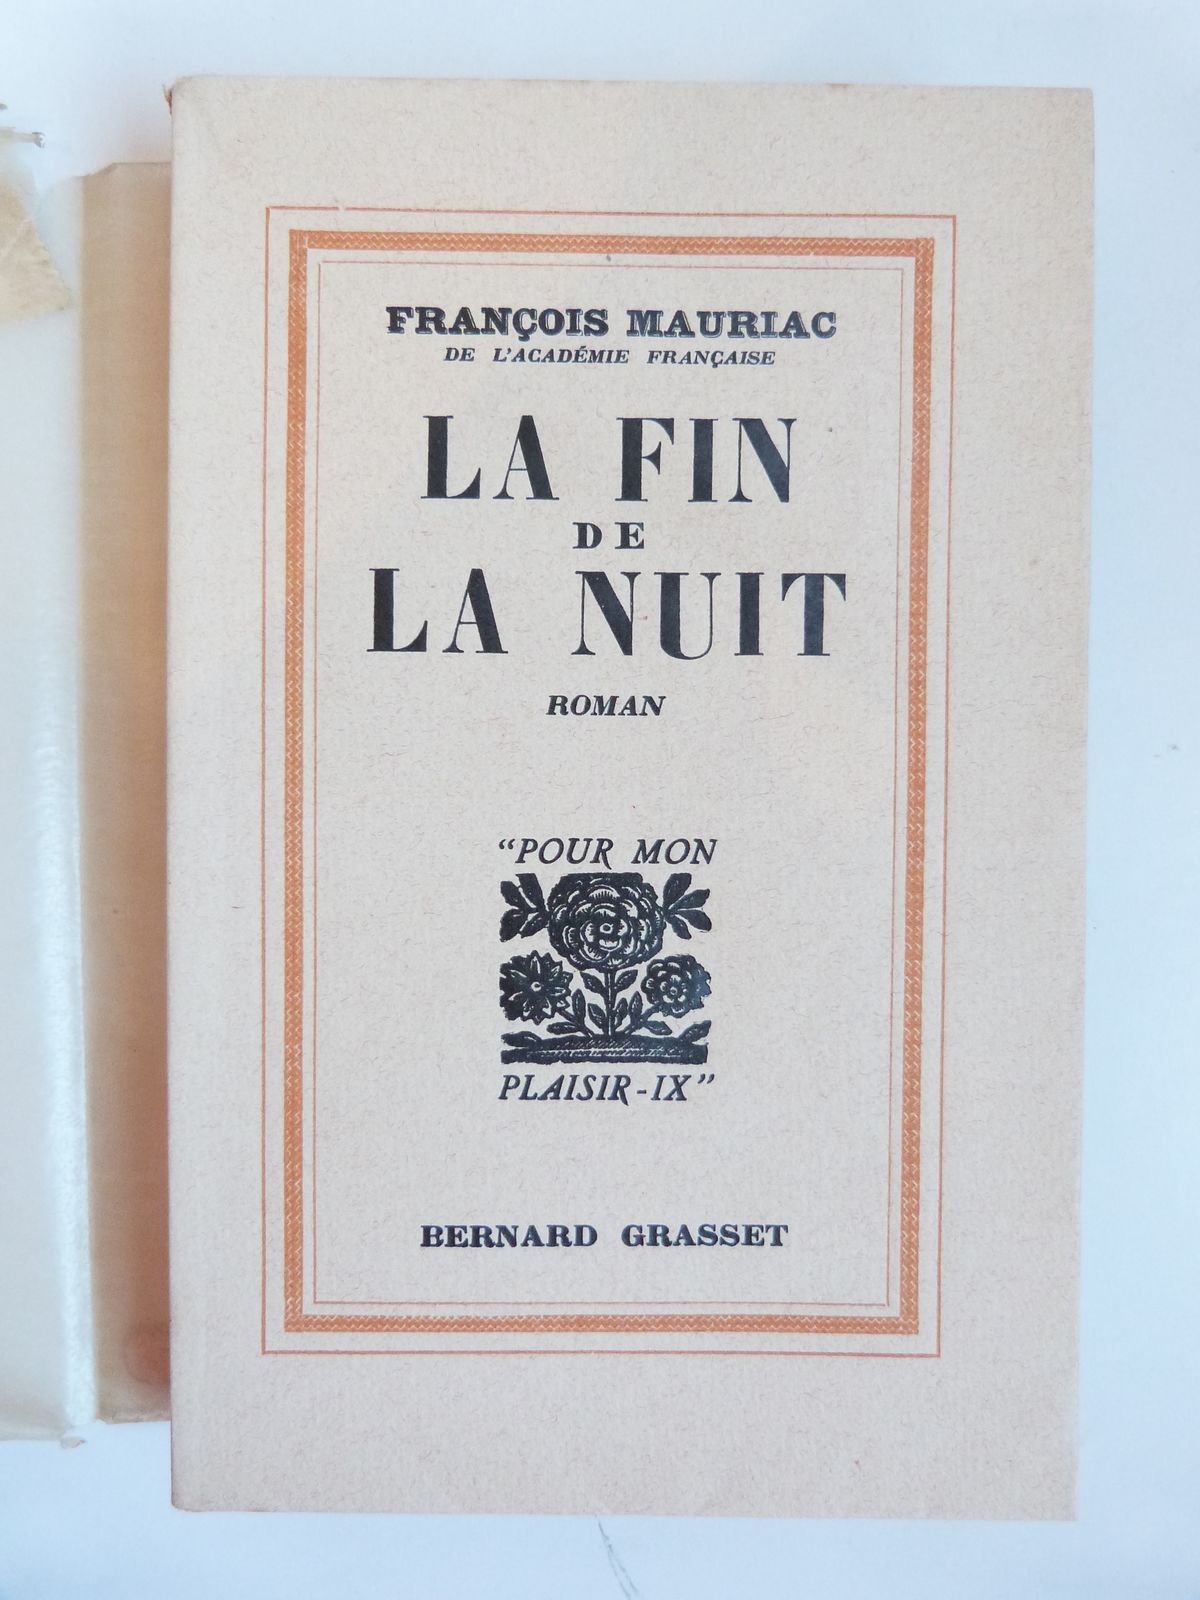 FRANÇOIS MAURIAC
DE L'ACADÉMIE FRANÇAISE
LA FIN
DE
LA NUIT
ROMAN
“POUR MON
PLAISIR-IX”
BERNARD GRASSET